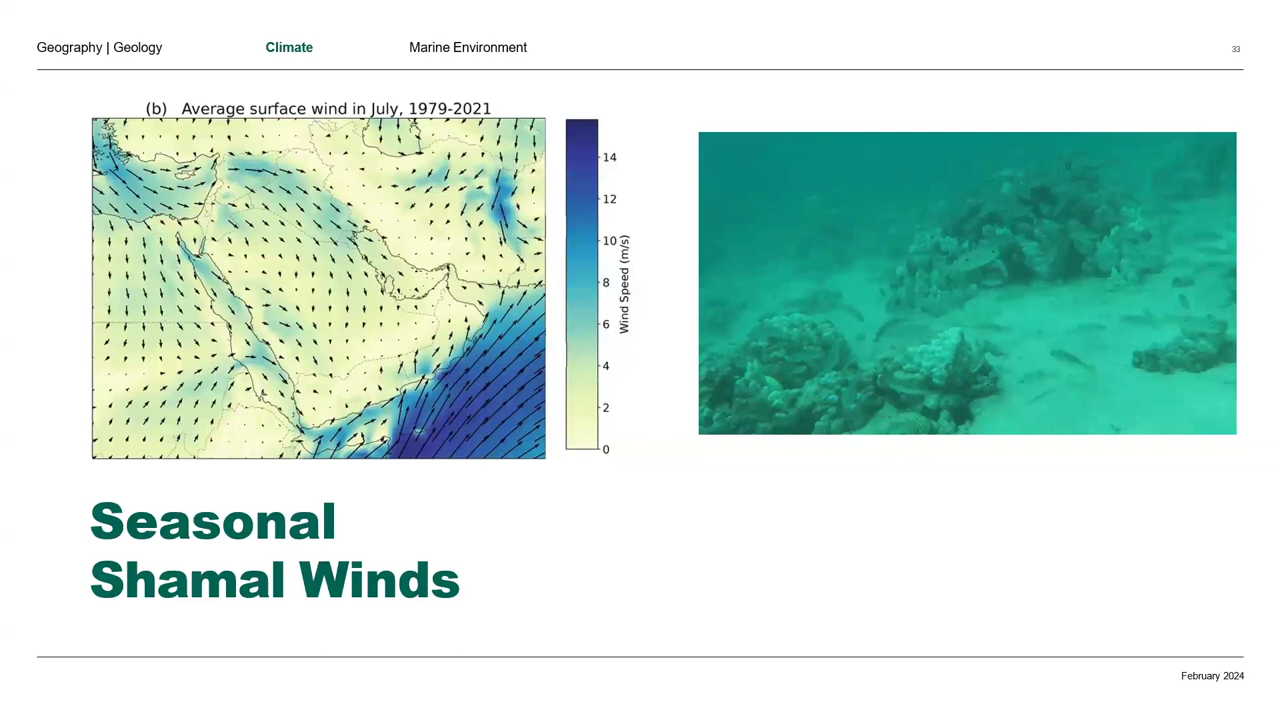 Geography | Geology
Climate
Marine Environment
33
(b) Average surface wind in July, 1979-2021
14
12
10
8
6
4
2
0
Wind Speed (m/s)
Seasonal
Shamal Winds
February 2024